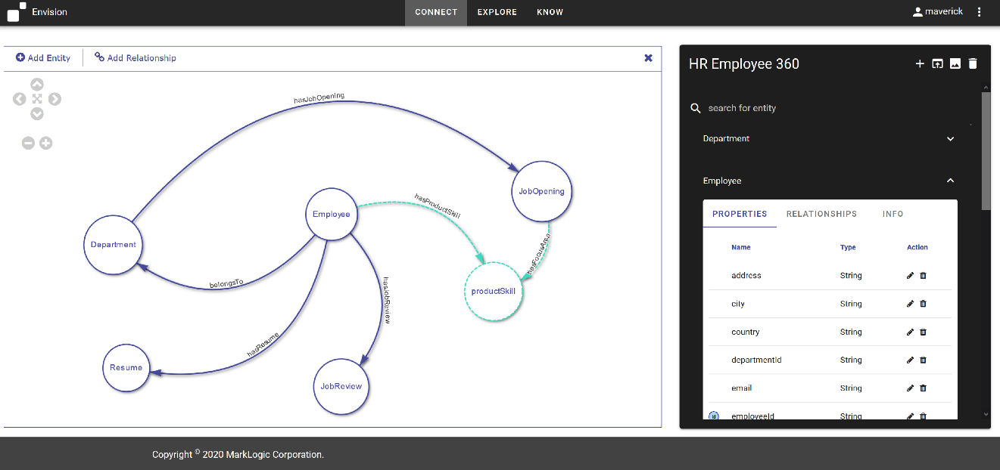 Envision
CONNECT EXPLORE KNOW
maverick
Add Entity Add Relationship
hasJobOpening
JobOpening
Employee
hasProductSkill
Department
hasFocusArea
belongsTo
productSkill
hasJobReview
hasResume
Resume
JobReview
HR Employee 360
search for entity
Department
Employee
PROPERTIES RELATIONSHIPS INFO
Name Type Action
address String
city String
country String
departmentId String
email String
id employeeId String
Copyright © 2020 MarkLogic Corporation.